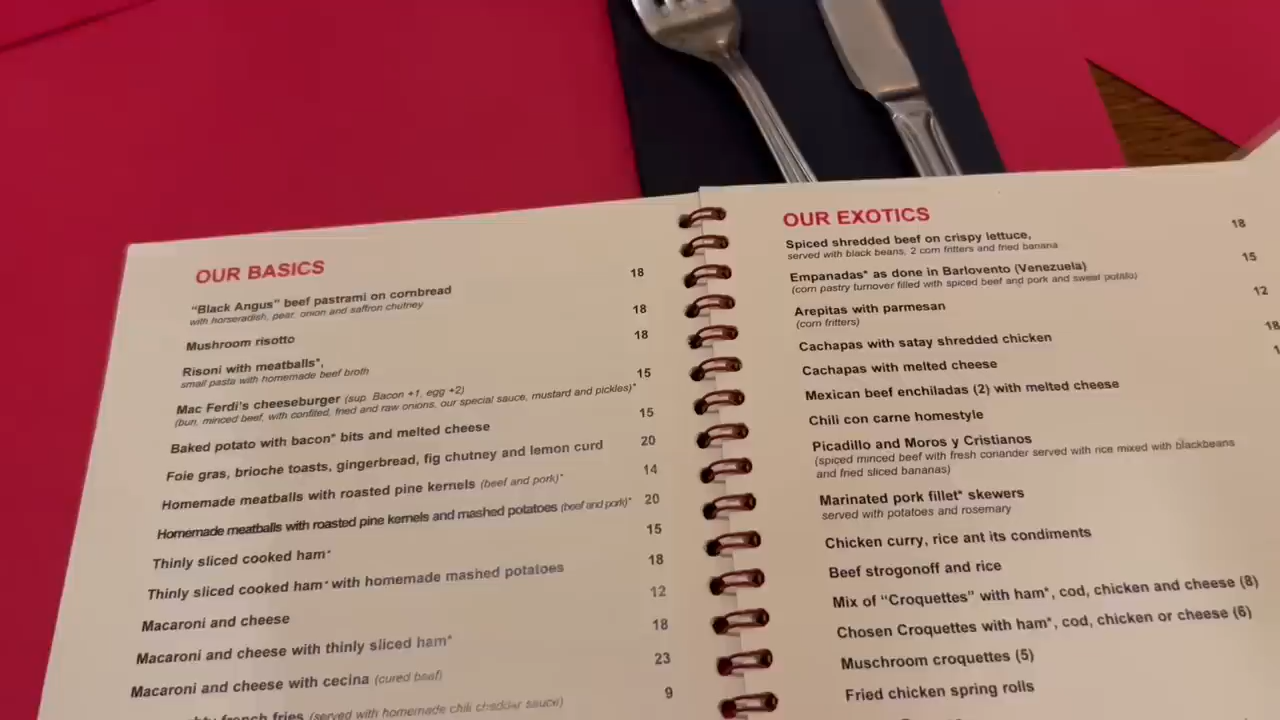 OUR BASICS
"Black Angus" beef pastrami on cornbread 18
with horseradish, pear, onion and saffron chutney
Mushroom risotto 18
Risoni with meatballs*, 18
small pasta with homemade beef broth
Mac Ferdi's cheeseburger (sup. Bacon +1, egg +2) 15
(bun, minced beef, with confited, fried and raw onions, our special sauce, mustard and pickles)*
Baked potato with bacon* bits and melted cheese 15
Foie gras, brioche toasts, gingerbread, fig chutney and lemon curd 20
Homemade meatballs with roasted pine kernels (beef and pork)* 14
Homemade meatballs with roasted pine kernels and mashed potatoes (beef and pork)* 20
Thinly sliced cooked ham* 15
Thinly sliced cooked ham* with homemade mashed potatoes 18
Macaroni and cheese 12
Macaroni and cheese with thinly sliced ham* 18
Macaroni and cheese with cecina (cured beaf) 23
french fries (served with homemade chili cheddar sauce) 9
OUR EXOTICS
Spiced shredded beef on crispy lettuce, 18
served with black beans, 2 corn fritters and fried banana
Empanadas* as done in Barlovento (Venezuela) 15
(corn pastry turnover filled with spiced beef and pork and sweet potato)
Arepitas with parmesan 12
(corn fritters)
Cachapas with satay shredded chicken 18
Cachapas with melted cheese
Mexican beef enchiladas (2) with melted cheese
Chili con carne homestyle
Picadillo and Moros y Cristianos
(spiced minced beef with fresh coriander served with rice mixed with blackbeans
and fried sliced bananas)
Marinated pork fillet* skewers
served with potatoes and rosemary
Chicken curry, rice ant its condiments
Beef strogonoff and rice
Mix of "Croquettes" with ham*, cod, chicken and cheese (8)
Chosen Croquettes with ham*, cod, chicken or cheese (6)
Muschroom croquettes (5)
Fried chicken spring rolls